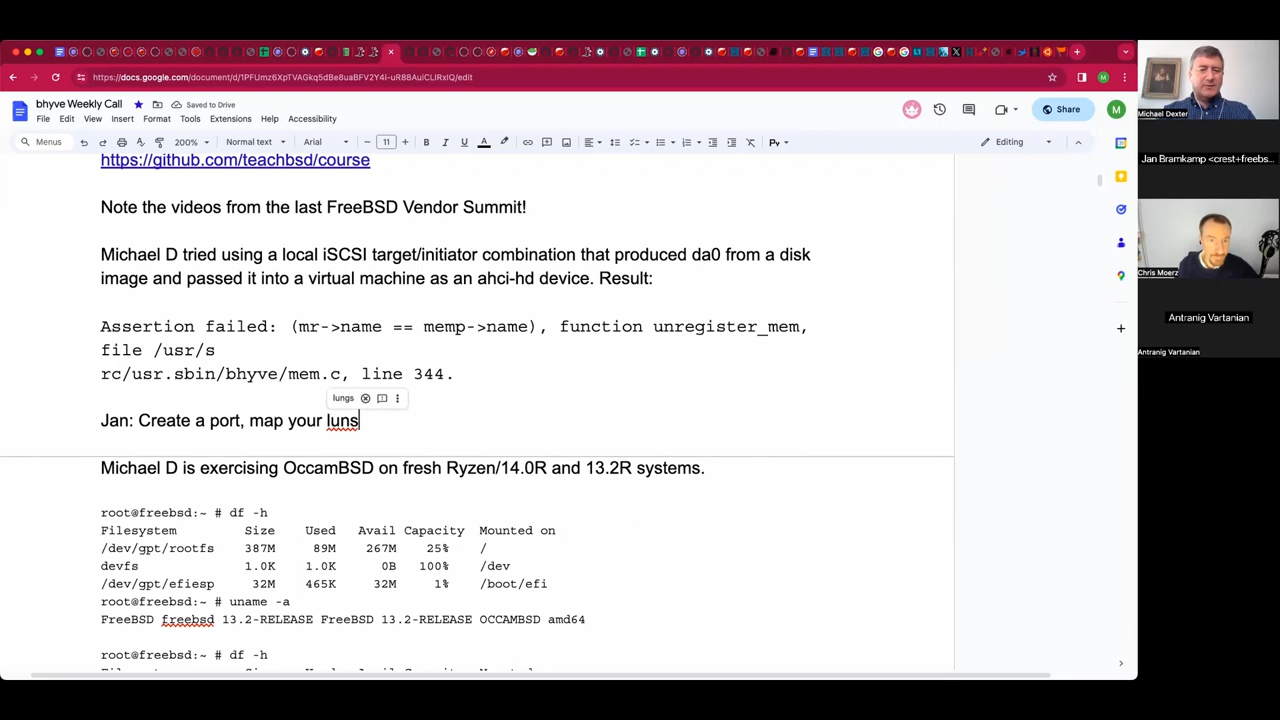 https://docs.google.com/document/d/1PFUmz6XpTVAGkq5dBe8uaBFV2Y4l-uR88AuiCLIRxIQ/edit
bhyve Weekly Call
Saved to Drive
File Edit View Insert Format Tools Extensions Help Accessibility
Share
Menus 200% Normal text Arial 11 Editing
https://github.com/teachbsd/course
Note the videos from the last FreeBSD Vendor Summit!
Michael D tried using a local iSCSI target/initiator combination that produced da0 from a disk
image and passed it into a virtual machine as an ahci-hd device. Result:
Assertion failed: (mr->name == memp->name), function unregister_mem,
file /usr/s
rc/usr.sbin/bhyve/mem.c, line 344.
lungs
Jan: Create a port, map your luns
Michael D is exercising OccamBSD on fresh Ryzen/14.0R and 13.2R systems.
root@freebsd:~ # df -h
Filesystem Size Used Avail Capacity Mounted on
/dev/gpt/rootfs 387M 89M 267M 25% /
devfs 1.0K 1.0K 0B 100% /dev
/dev/gpt/efiesp 32M 465K 32M 1% /boot/efi
root@freebsd:~ # uname -a
FreeBSD freebsd 13.2-RELEASE FreeBSD 13.2-RELEASE OCCAMBSD amd64
root@freebsd:~ # df -h
Michael Dexter
Jan Bramkamp <crest+freebs...
Chris Moerz
Antranig Vartanian
Antranig Vartanian